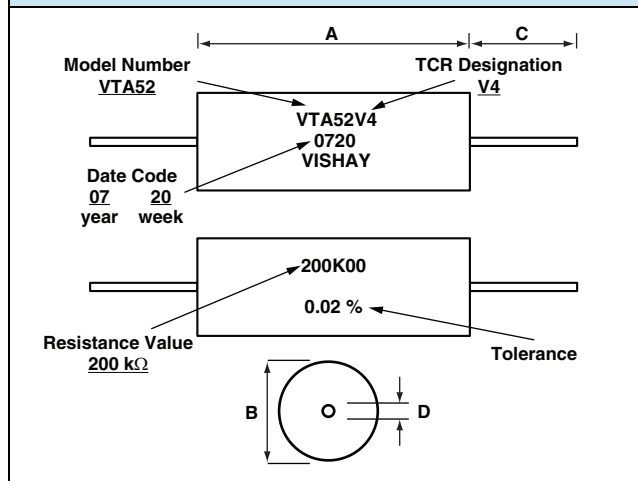 A
C
Model Number
VTA52
TCR Designation
V4
VTA52V4
0720
VISHAY
Date Code
07 20
year week
200K00
0.02 %
Resistance Value
200 kΩ
Tolerance
B
D